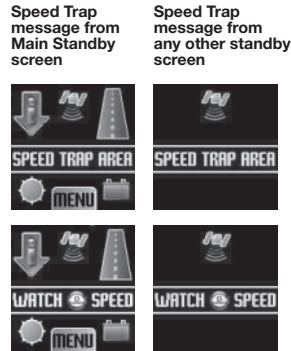 Speed Trap
message from
Main Standby
screen
Speed Trap
message from
any other standby
screen
SPEED TRAP AREA
MENU
SPEED TRAP AREA
WATCH SPEED
MENU
WATCH SPEED